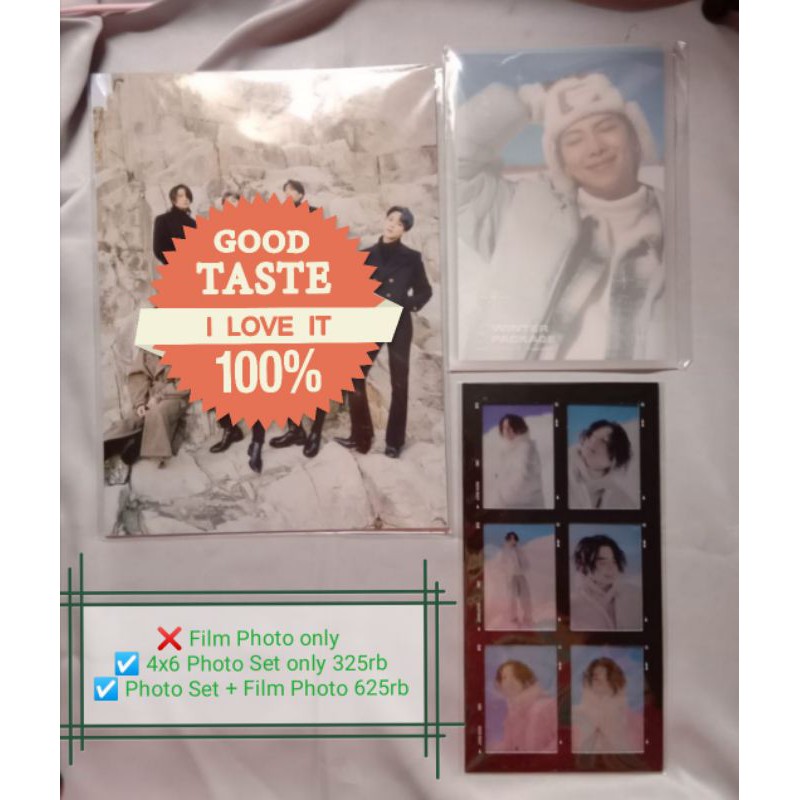 GOOD
TASTE
I LOVE IT
100%
WINTER
PACKAGE
❌ Film Photo only
☑️ 4x6 Photo Set only 325rb
☑️ Photo Set + Film Photo 625rb